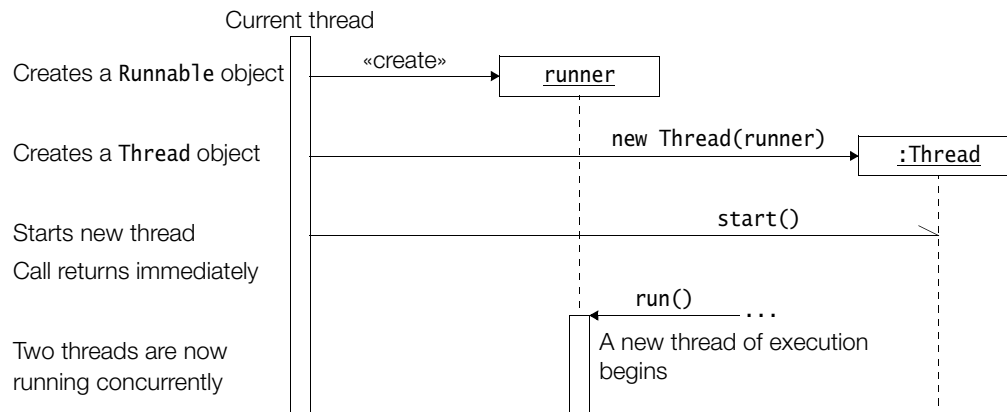 Current thread
Creates a Runnable object
«create»
runner
Creates a Thread object
new Thread(runner)
:Thread
Starts new thread
start()
Call returns immediately
run()
...
Two threads are now
running concurrently
A new thread of execution
begins